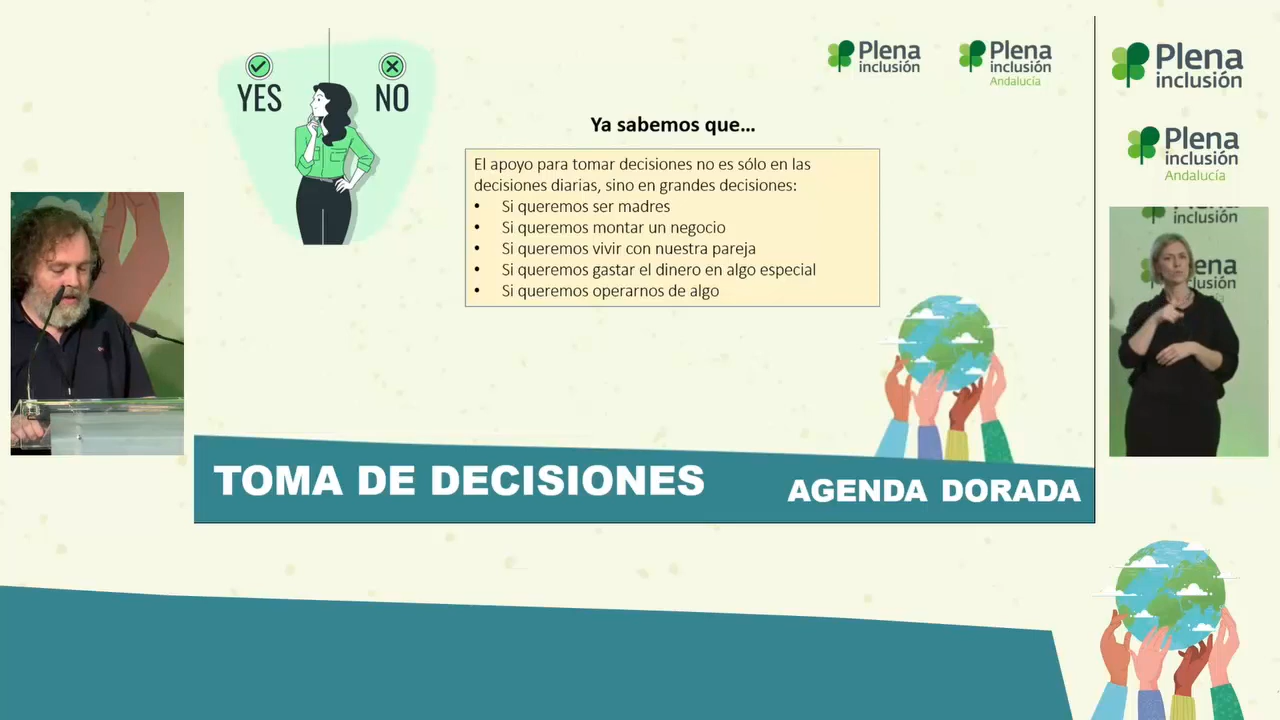 YES
NO
Plena
inclusión
Plena
inclusión
Andalucía
Ya sabemos que...
El apoyo para tomar decisiones no es sólo en las
decisiones diarias, sino en grandes decisiones:
• Si queremos ser madres
• Si queremos montar un negocio
• Si queremos vivir con nuestra pareja
• Si queremos gastar el dinero en algo especial
• Si queremos operarnos de algo
TOMA DE DECISIONES
AGENDA DORADA
Plena
inclusión
Plena
inclusión
Andalucía
inclusión
Plena
inclusión